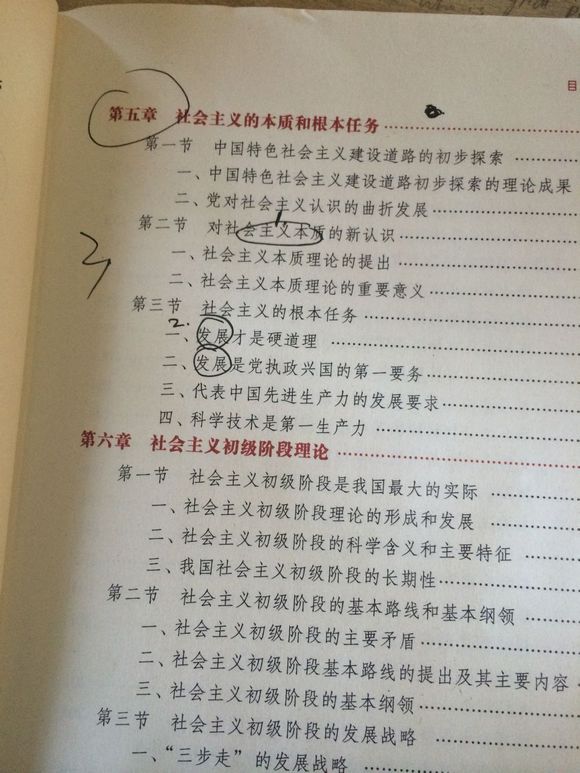 目
第五章 社会主义的本质和根本任务
第一节 中国特色社会主义建设道路的初步探索
一、中国特色社会主义建设道路初步探索的理论成果
二、党对社会主义认识的曲折发展
1.
第二节 对社会主义本质的新认识
一、社会主义本质理论的提出
二、社会主义本质理论的重要意义
第三节 社会主义的根本任务
2.
一、发展才是硬道理
二、发展是党执政兴国的第一要务
三、代表中国先进生产力的发展要求
四、科学技术是第一生产力
第六章 社会主义初级阶段理论
第一节 社会主义初级阶段是我国最大的实际
一、社会主义初级阶段理论的形成和发展
二、社会主义初级阶段的科学含义和主要特征
三、我国社会主义初级阶段的长期性
第二节 社会主义初级阶段的基本路线和基本纲领
一、社会主义初级阶段的主要矛盾
二、社会主义初级阶段基本路线的提出及其主要内容
三、社会主义初级阶段的基本纲领
第三节 社会主义初级阶段的发展战略
一、“三步走”的发展战略